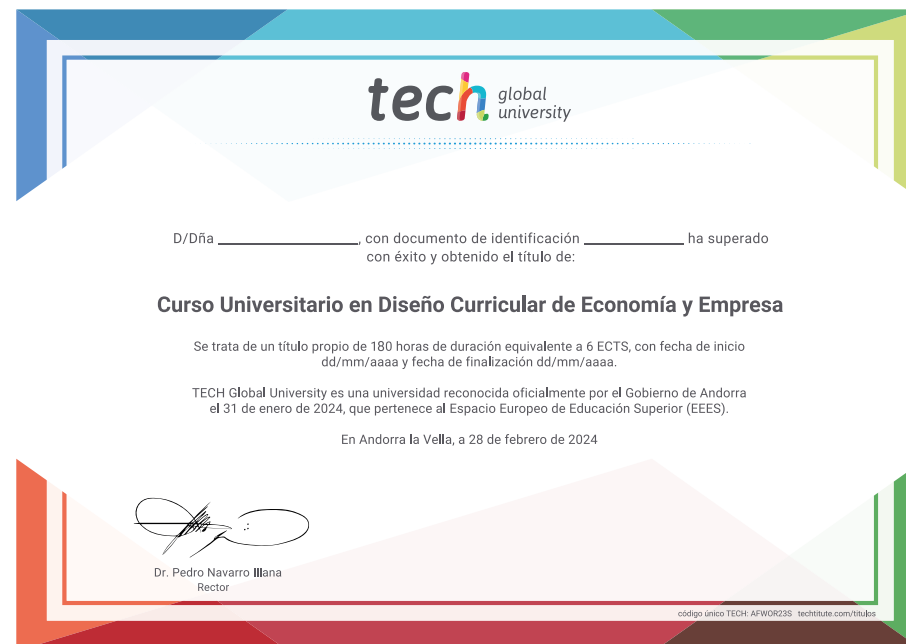 tech global university
D/Dña ____________________, con documento de identificación ______________ ha superado
con éxito y obtenido el título de:
Curso Universitario en Diseño Curricular de Economía y Empresa
Se trata de un título propio de 180 horas de duración equivalente a 6 ECTS, con fecha de inicio
dd/mm/aaaa y fecha de finalización dd/mm/aaaa.
TECH Global University es una universidad reconocida oficialmente por el Gobierno de Andorra
el 31 de enero de 2024, que pertenece al Espacio Europeo de Educación Superior (EEES).
En Andorra la Vella, a 28 de febrero de 2024
Dr. Pedro Navarro Illana
Rector
código único TECH: AFWOR23S techtitute.com/titulos